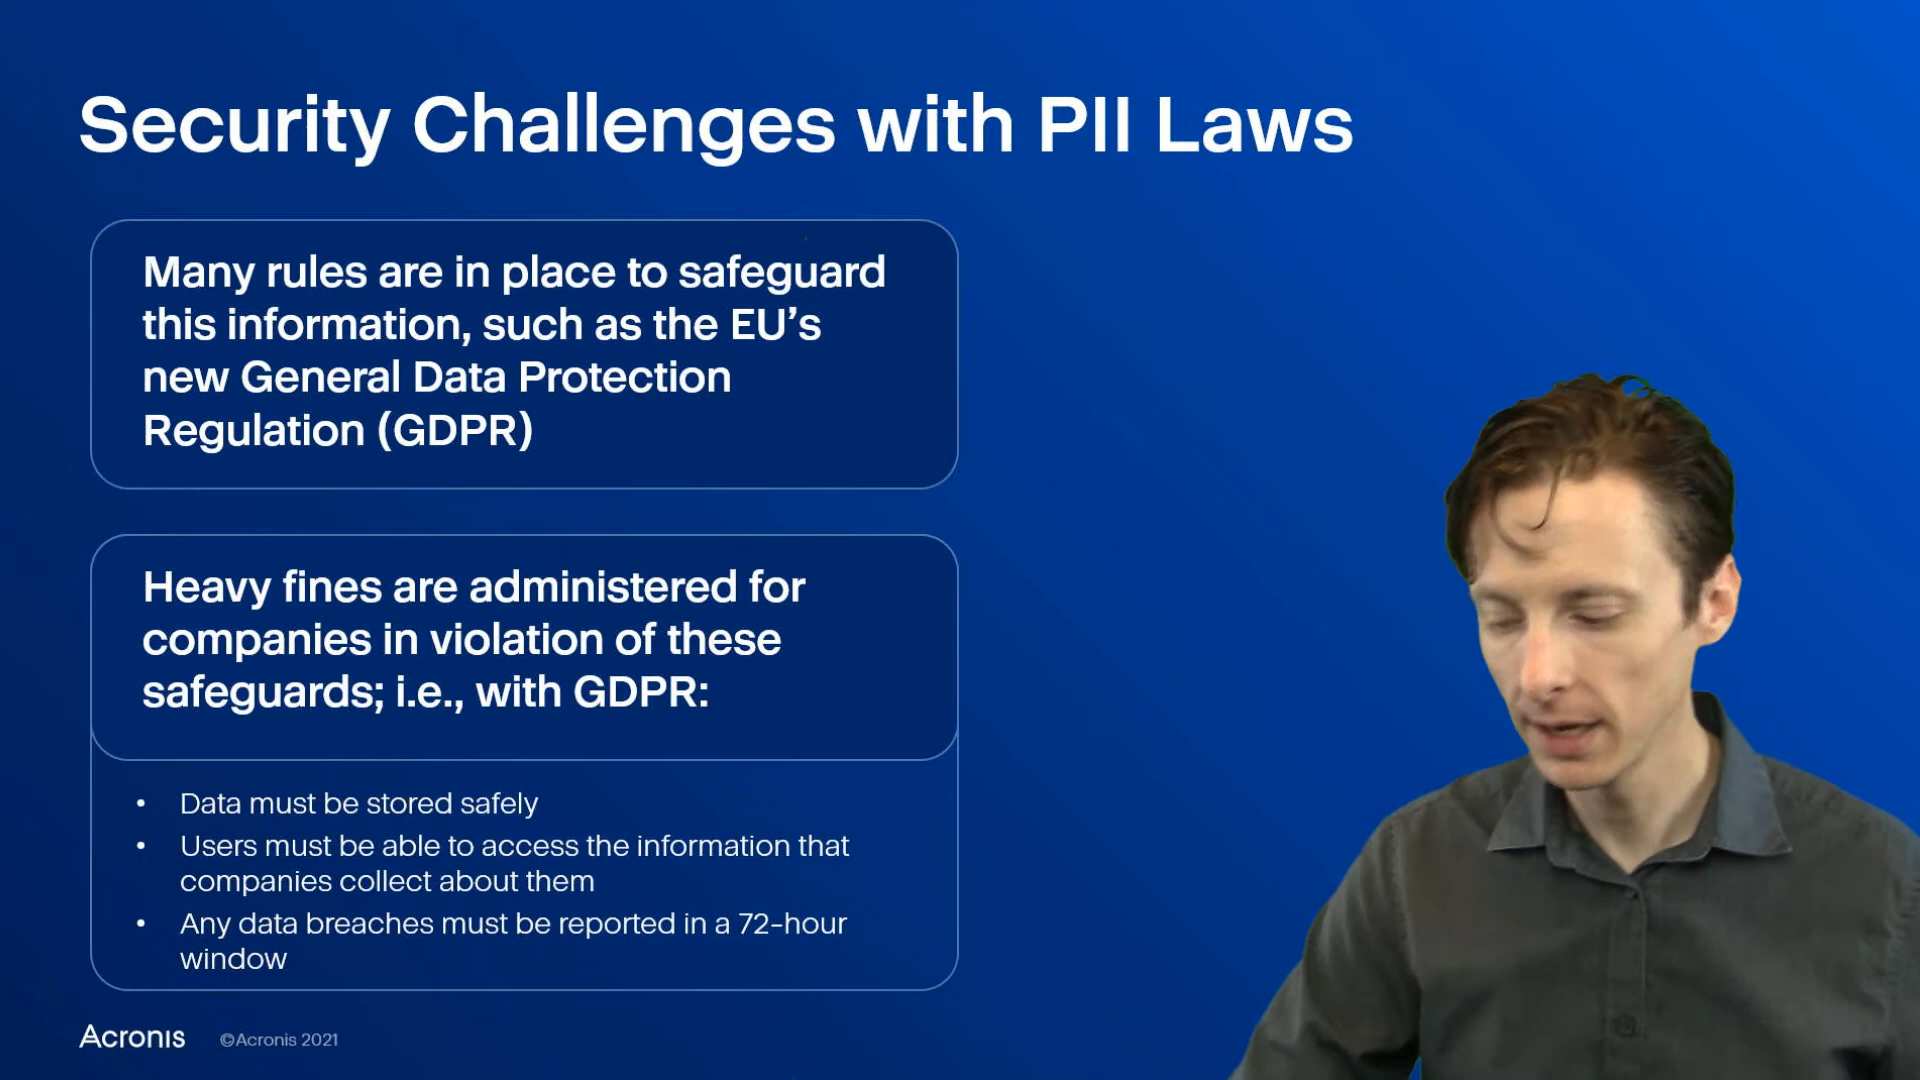 Security Challenges with PII Laws
Many rules are in place to safeguard
this information, such as the EU’s
new General Data Protection
Regulation (GDPR)
Heavy fines are administered for
companies in violation of these
safeguards; i.e., with GDPR:
• Data must be stored safely
• Users must be able to access the information that
companies collect about them
• Any data breaches must be reported in a 72-hour
window
Acronis ©Acronis 2021